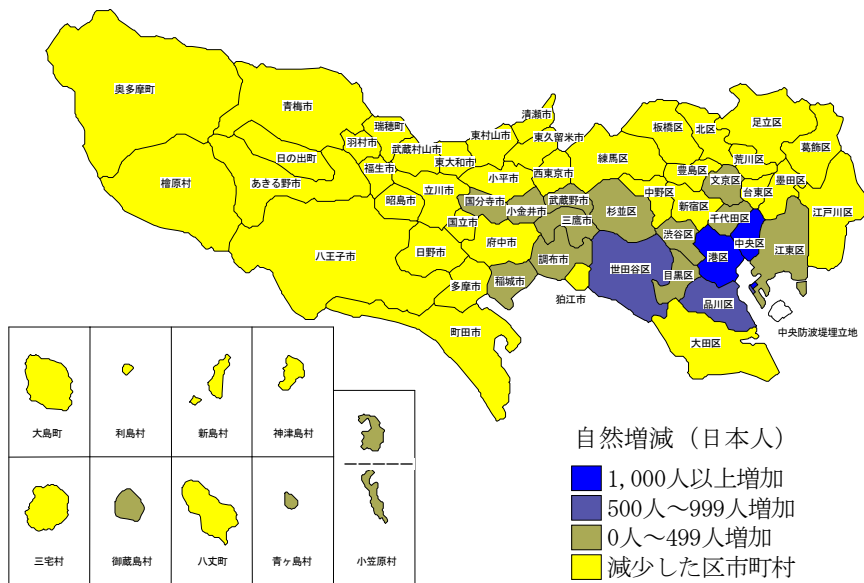 奥多摩町
青梅市
瑞穂町
羽村市
日の出町
檜原村
あきる野市
福生市
武蔵村山市
東大和市
東村山市
清瀬市
東久留米市
昭島市
立川市
小平市
西東京市
国分寺市
小金井市
武蔵野市
三鷹市
国立市
府中市
日野市
八王子市
多摩市
稲城市
調布市
狛江市
町田市
練馬区
板橋区
北区
足立区
葛飾区
荒川区
豊島区
文京区
台東区
墨田区
江戸川区
中野区
新宿区
杉並区
千代田区
渋谷区
中央区
港区
江東区
世田谷区
目黒区
品川区
大田区
中央防波堤埋立地
大島町
利島村
新島村
神津島村
三宅村
御蔵島村
八丈町
青ヶ島村
小笠原村
自然増減（日本人）
1,000人以上増加
500人～999人増加
0人～499人増加
減少した区市町村